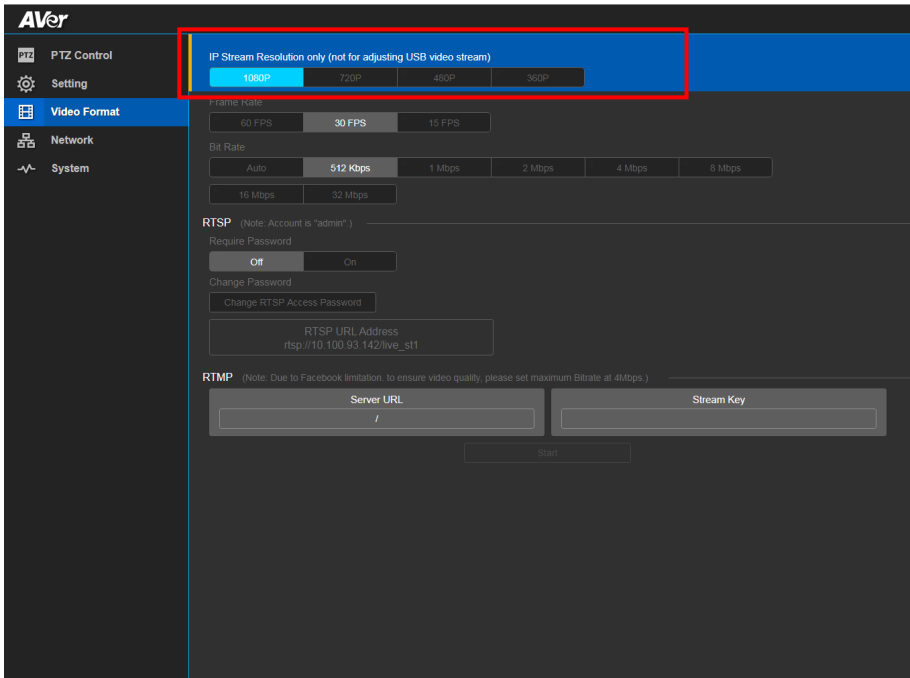 AVer
PTZ PTZ Control
Setting
Video Format
Network
System
IP Stream Resolution only (not for adjusting USB video stream)
1080P 720P 480P 360P
Frame Rate
60 FPS 30 FPS 15 FPS
Bit Rate
Auto 512 Kbps 1 Mbps 2 Mbps 4 Mbps 8 Mbps
16 Mbps 32 Mbps
RTSP (Note: Account is "admin".)
Require Password
Off On
Change Password
Change RTSP Access Password
RTSP URL Address
rtsp://10.100.93.142/live_st1
RTMP (Note: Due to Facebook limitation, to ensure video quality, please set maximum Bitrate at 4Mbps.)
Server URL Stream Key
/
Start